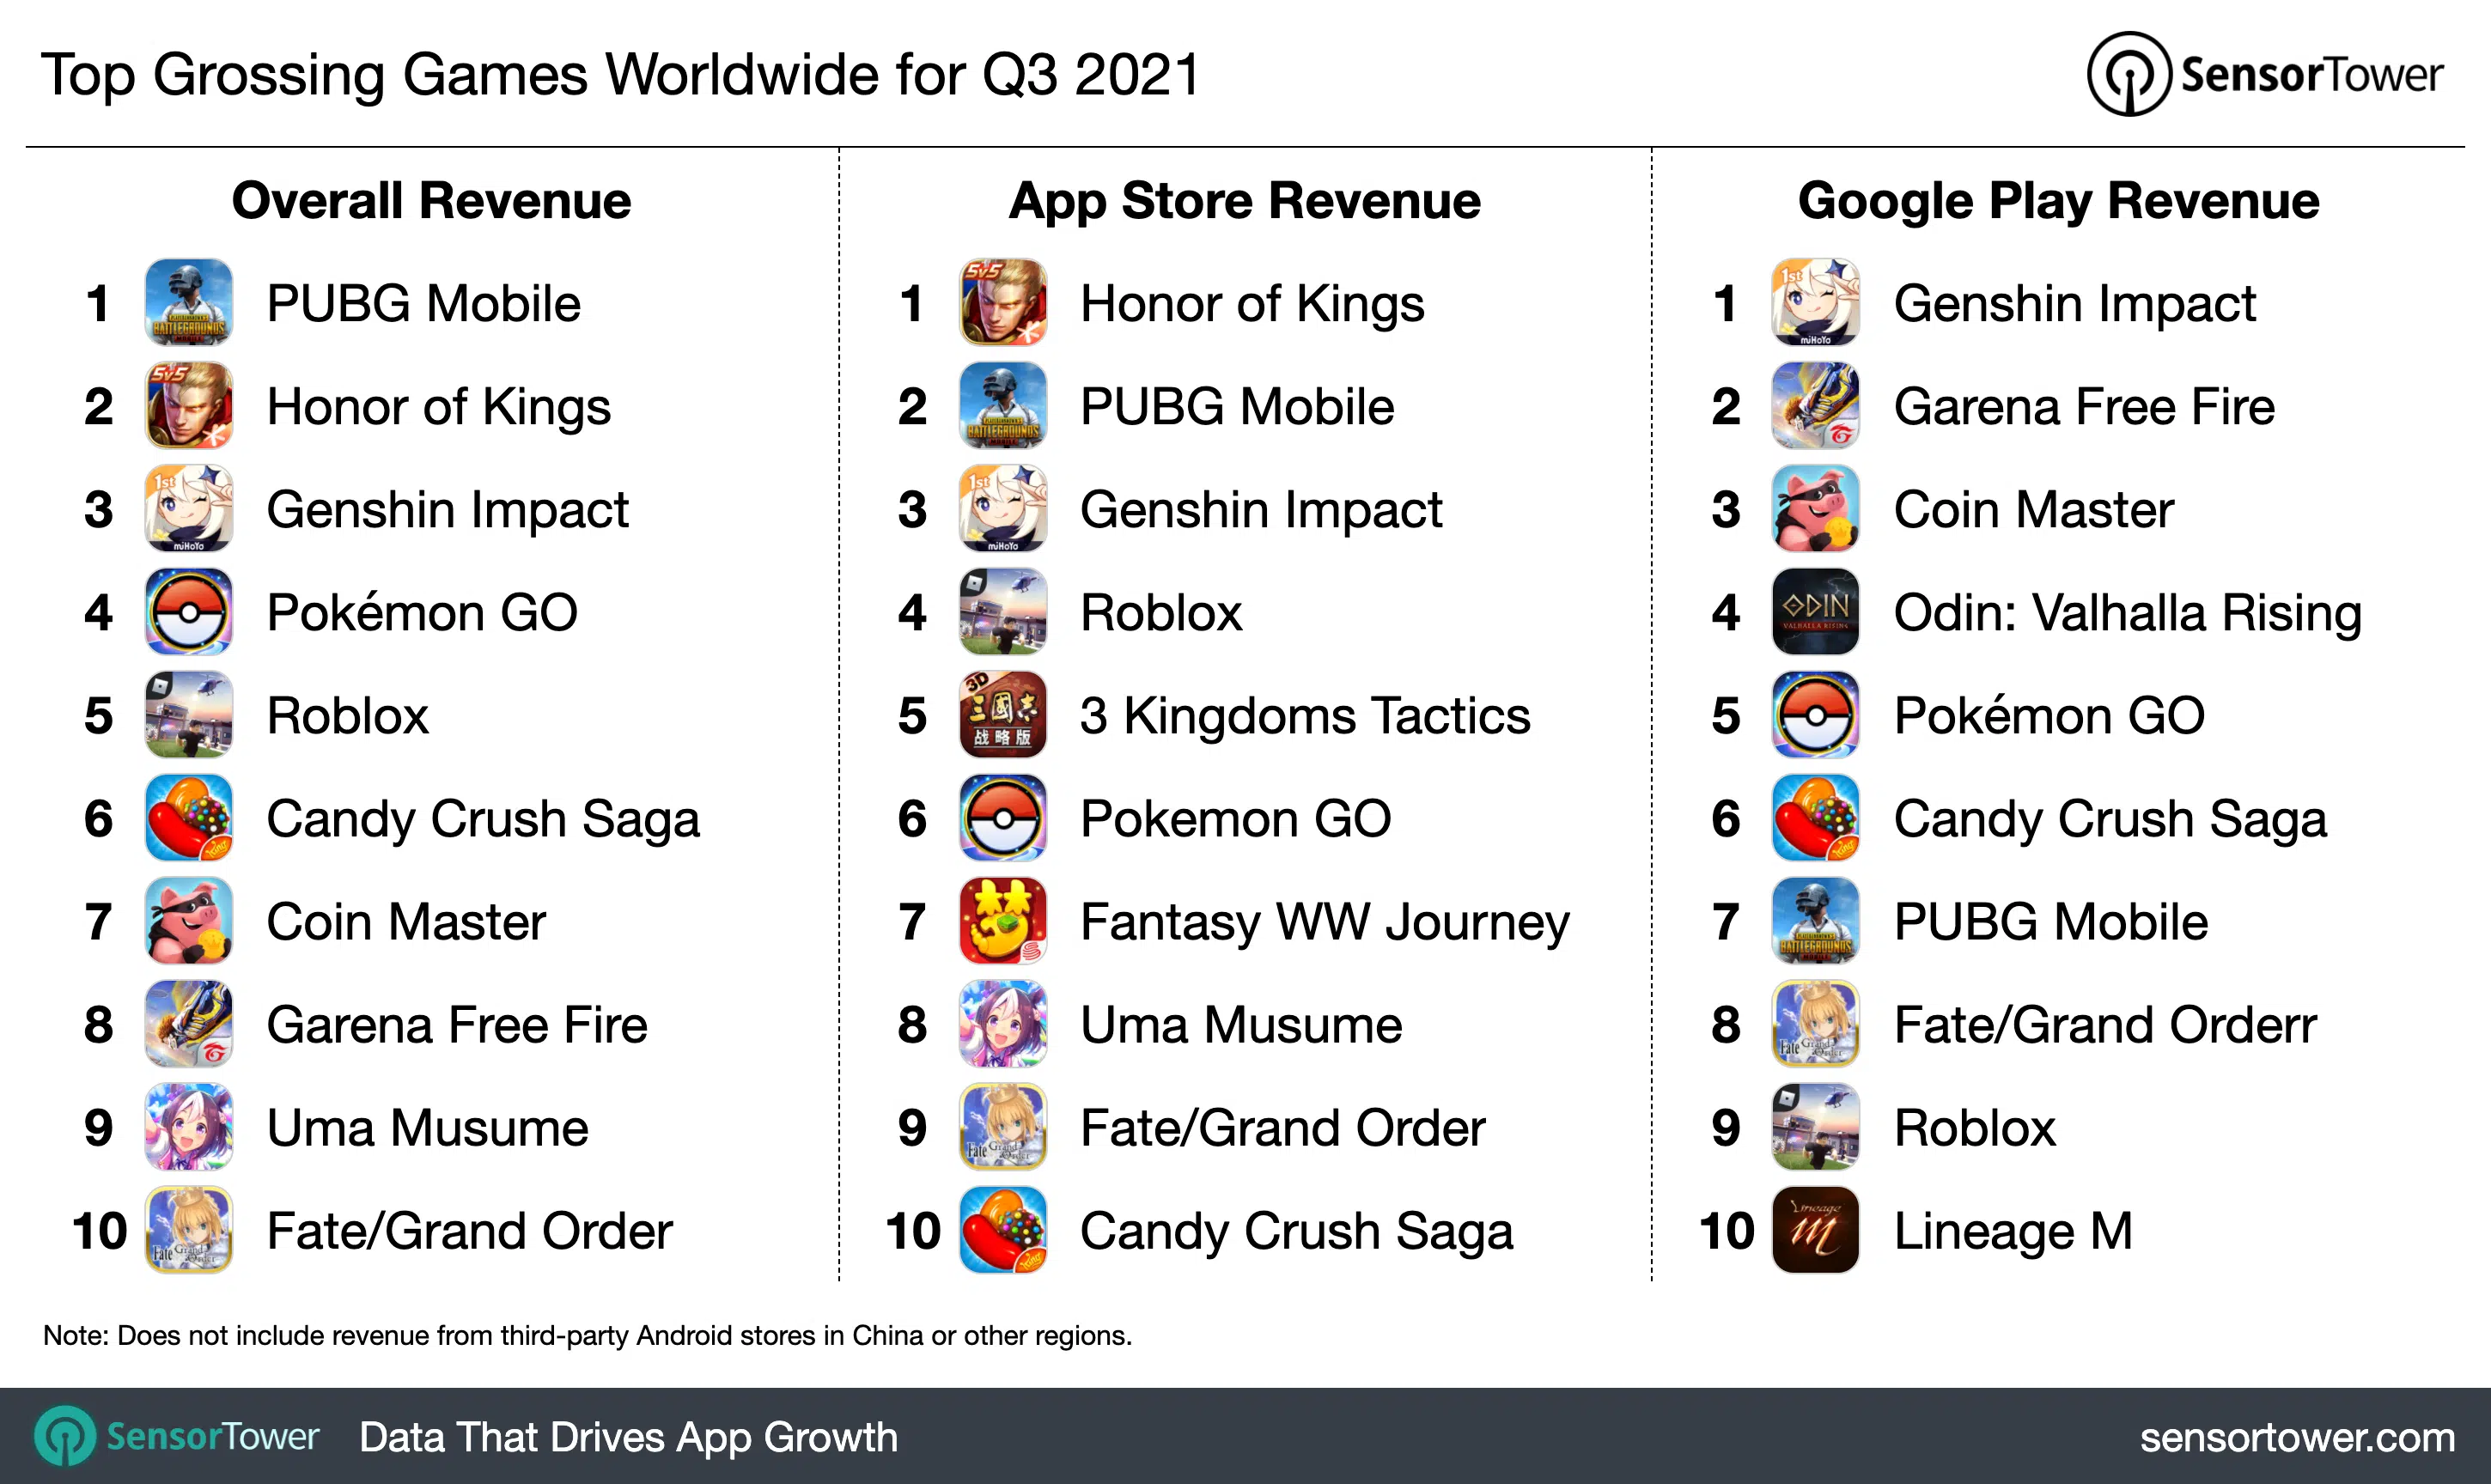 Top Grossing Games Worldwide for Q3 2021
SensorTower
Overall Revenue
1 PUBG Mobile
2 Honor of Kings
3 Genshin Impact
4 Pokémon GO
5 Roblox
6 Candy Crush Saga
7 Coin Master
8 Garena Free Fire
9 Uma Musume
10 Fate/Grand Order
App Store Revenue
1 Honor of Kings
2 PUBG Mobile
3 Genshin Impact
4 Roblox
5 3 Kingdoms Tactics
6 Pokemon GO
7 Fantasy WW Journey
8 Uma Musume
9 Fate/Grand Order
10 Candy Crush Saga
Google Play Revenue
1 Genshin Impact
2 Garena Free Fire
3 Coin Master
4 Odin: Valhalla Rising
5 Pokémon GO
6 Candy Crush Saga
7 PUBG Mobile
8 Fate/Grand Orderr
9 Roblox
10 Lineage M
Note: Does not include revenue from third-party Android stores in China or other regions.
SensorTower Data That Drives App Growth
sensortower.com